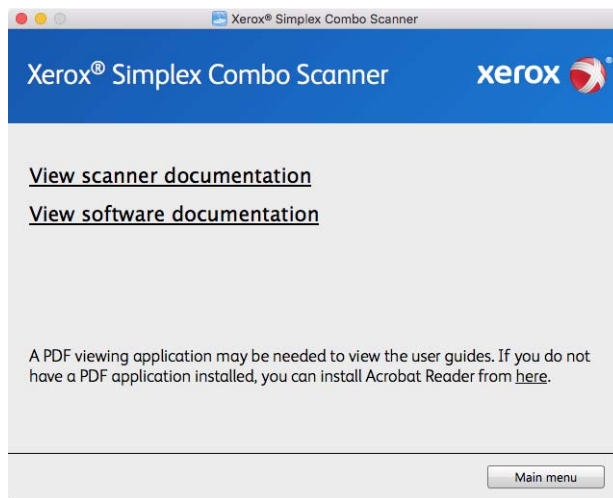 Xerox® Simplex Combo Scanner
Xerox® Simplex Combo Scanner
xerox ®
View scanner documentation
View software documentation
A PDF viewing application may be needed to view the user guides. If you do not
have a PDF application installed, you can install Acrobat Reader from here.
Main menu